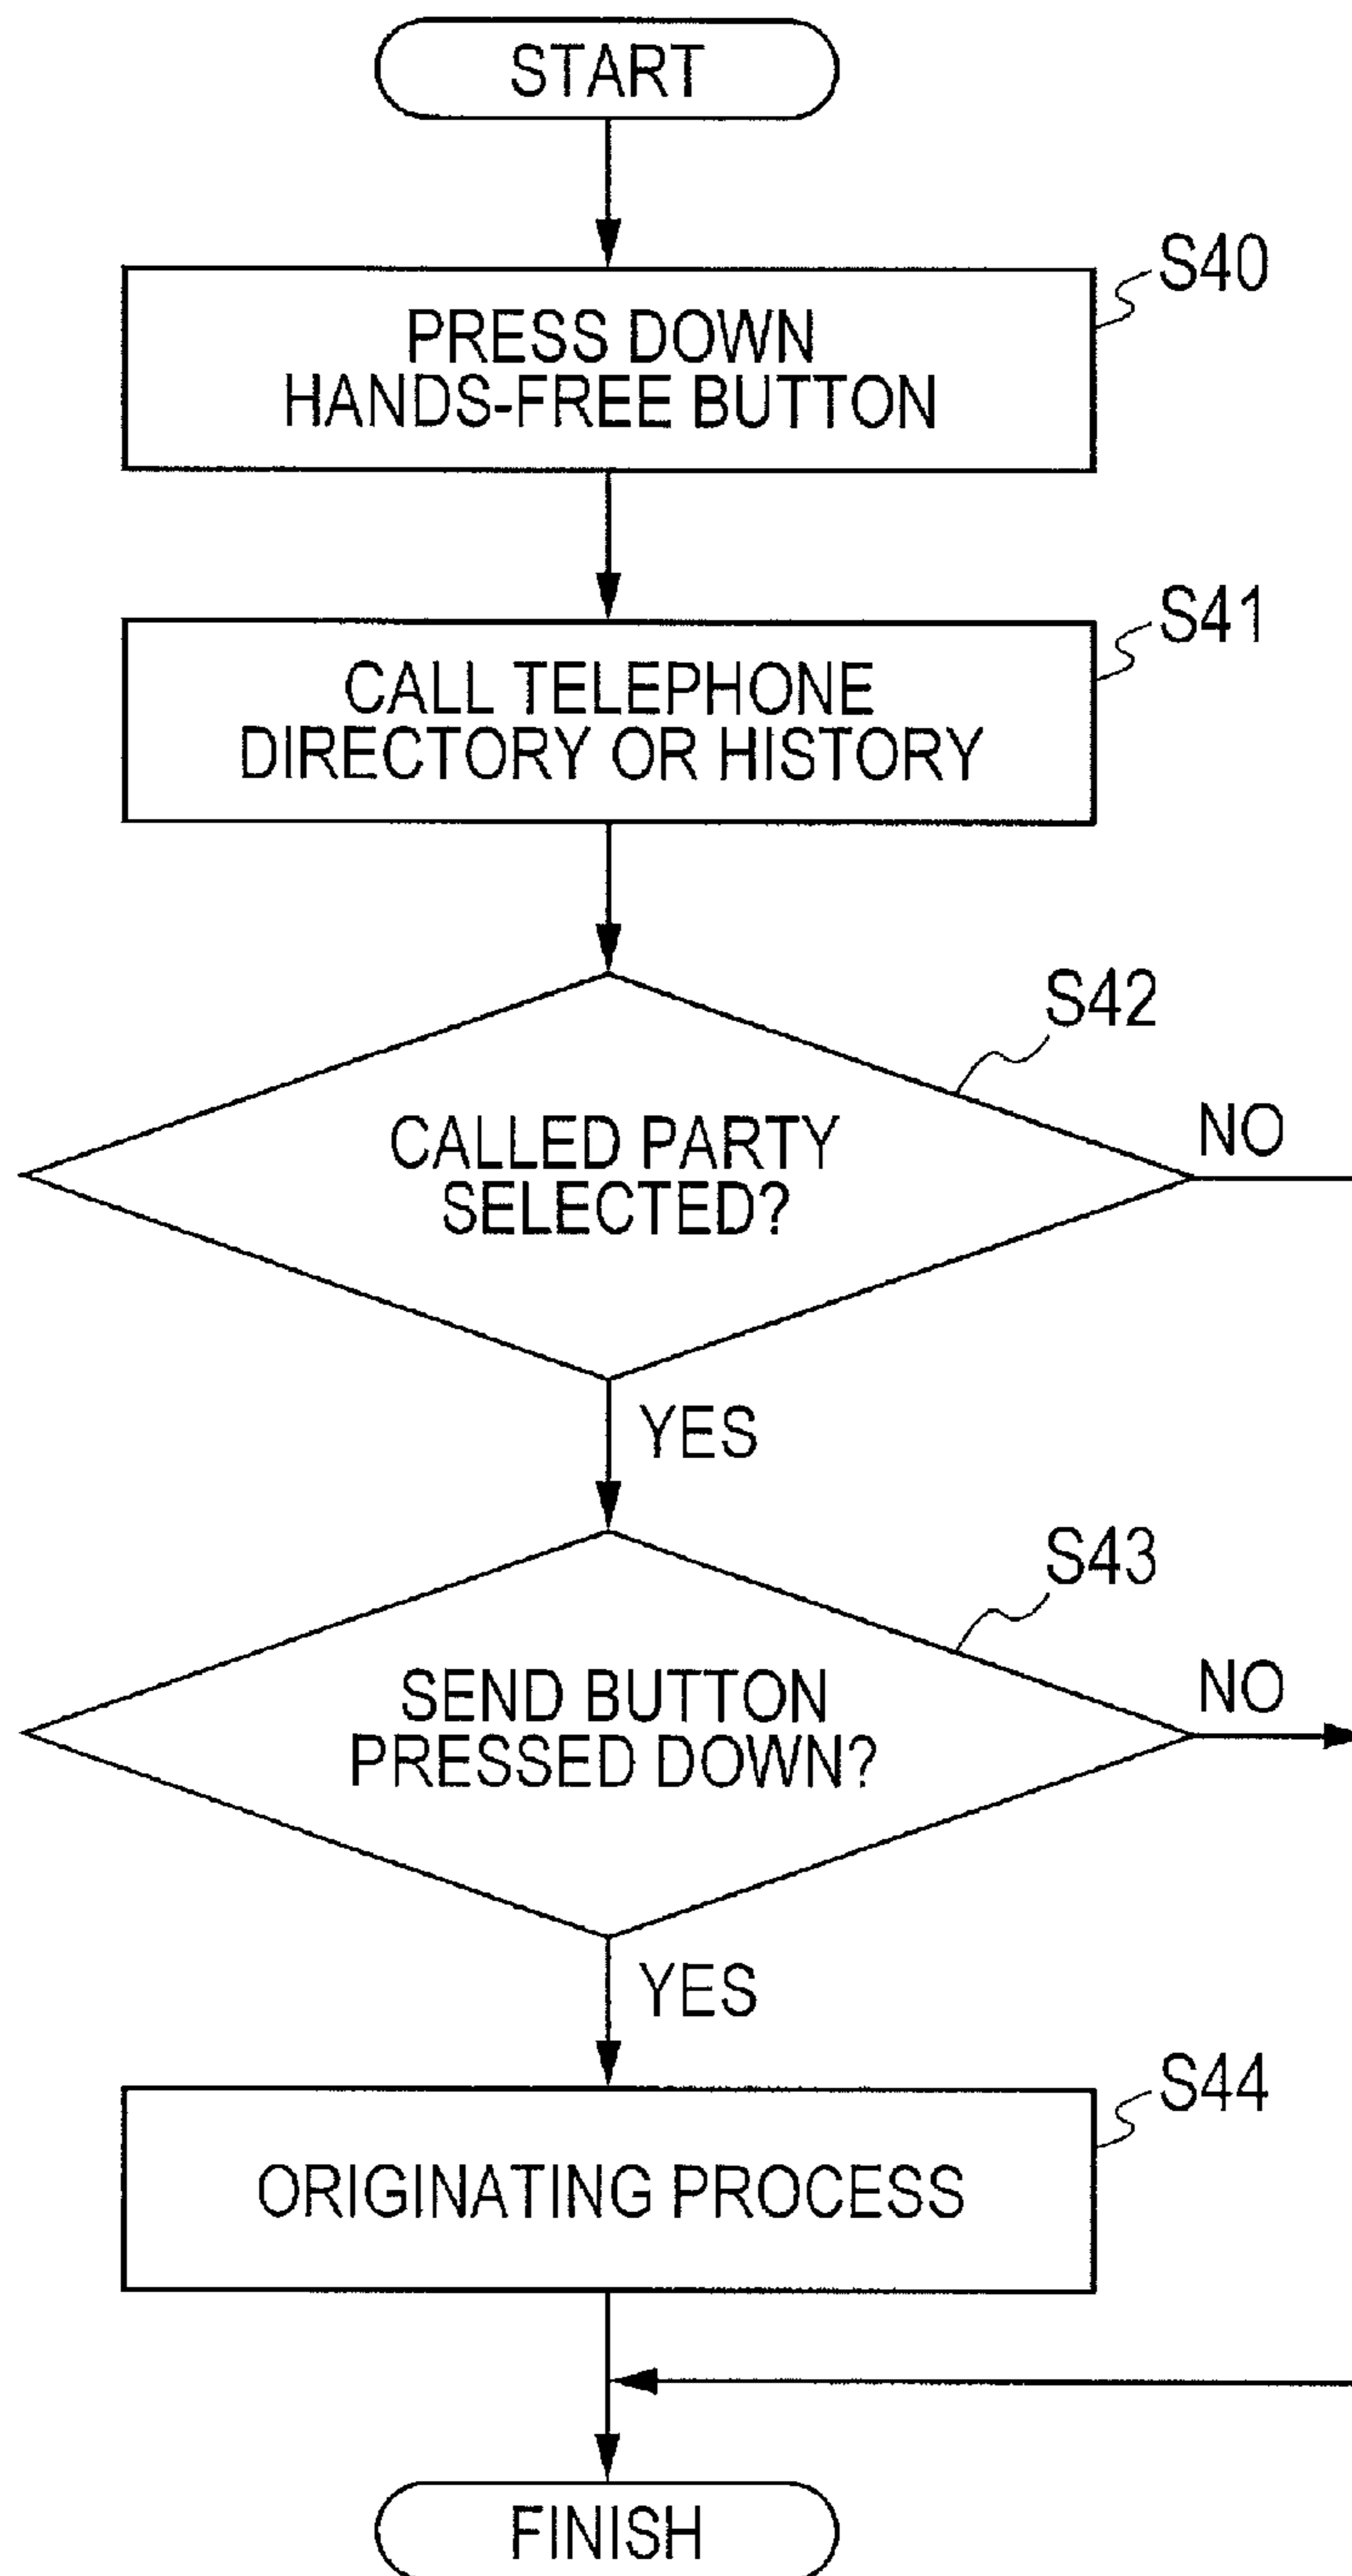 START
S40
PRESS DOWN
HANDS-FREE BUTTON
S41
CALL TELEPHONE
DIRECTORY OR HISTORY
S42
CALLED PARTY
SELECTED?
NO
YES
S43
SEND BUTTON
PRESSED DOWN?
NO
YES
S44
ORIGINATING PROCESS
FINISH